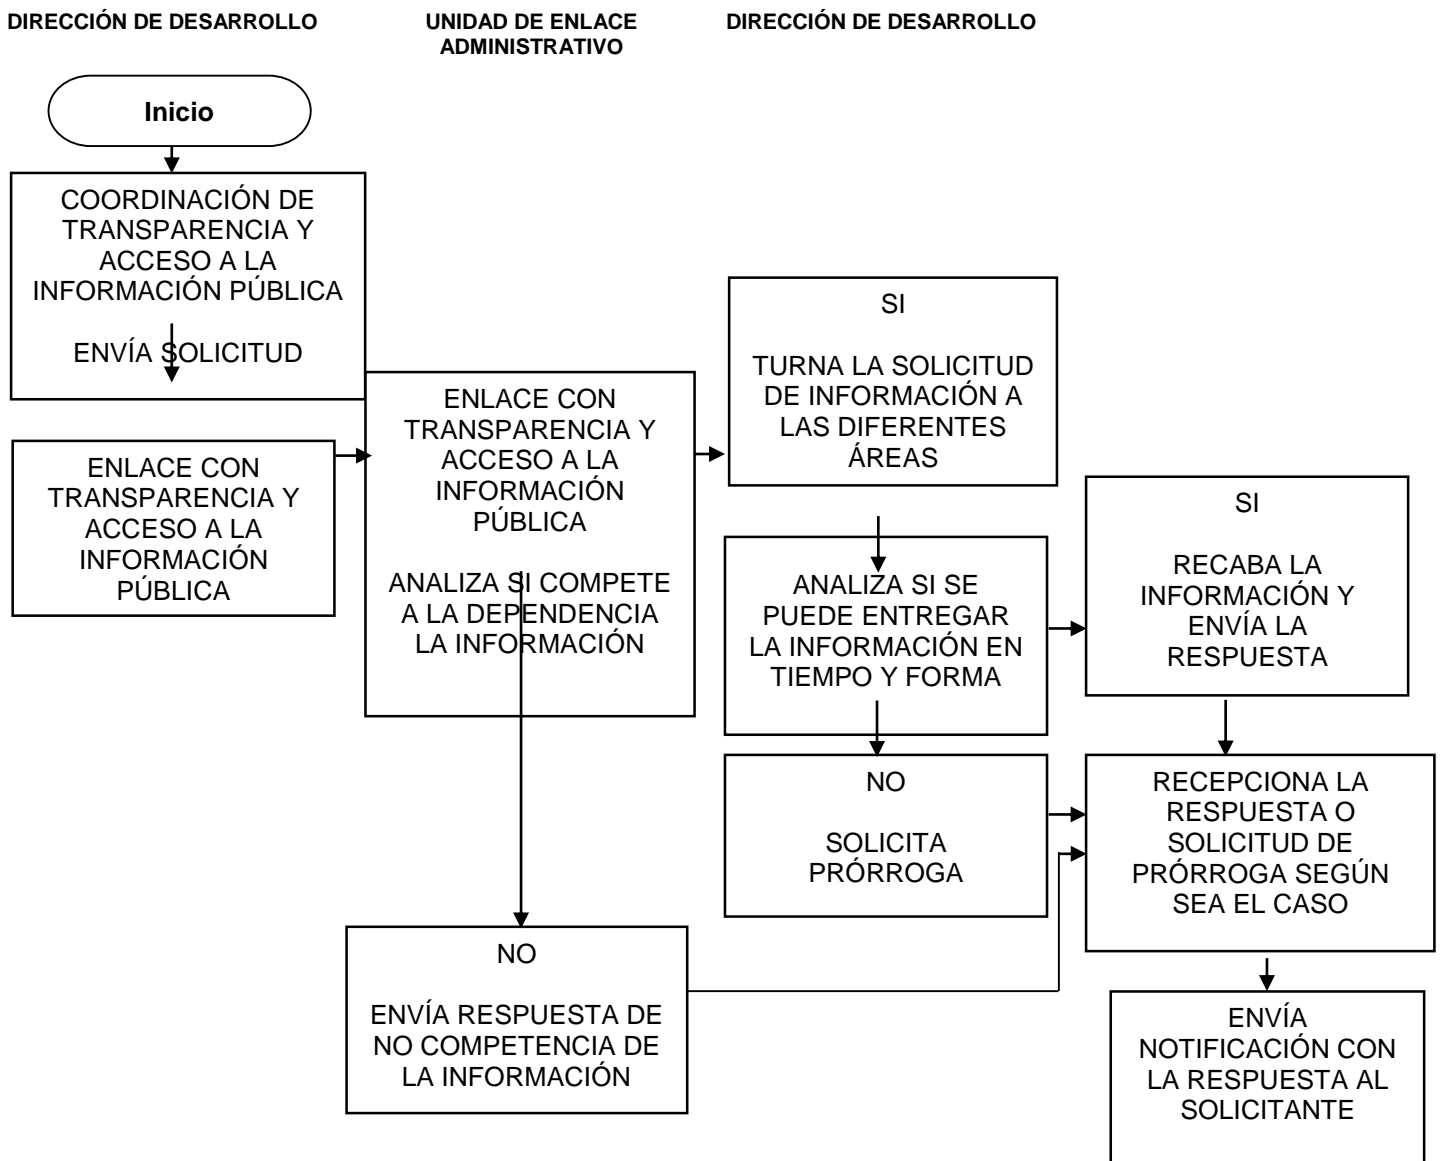 DIRECCIÓN DE DESARROLLO
UNIDAD DE ENLACE
ADMINISTRATIVO
DIRECCIÓN DE DESARROLLO
Inicio
COORDINACIÓN DE
TRANSPARENCIA Y
ACCESO A LA
INFORMACIÓN PÚBLICA
ENVÍA SOLICITUD
ENLACE CON
TRANSPARENCIA Y
ACCESO A LA
INFORMACIÓN
PÚBLICA
ENLACE CON
TRANSPARENCIA Y
ACCESO A LA
INFORMACIÓN
PÚBLICA
ANALIZA SI COMPETE
A LA DEPENDENCIA
LA INFORMACIÓN
SI
TURNA LA SOLICITUD
DE INFORMACIÓN A
LAS DIFERENTES
ÁREAS
ANALIZA SI SE
PUEDE ENTREGAR
LA INFORMACIÓN EN
TIEMPO Y FORMA
SI
RECABA LA
INFORMACIÓN Y
ENVÍA LA
RESPUESTA
NO
SOLICITA
PRÓRROGA
RECEPCIONA LA
RESPUESTA O
SOLICITUD DE
PRÓRROGA SEGÚN
SEA EL CASO
NO
ENVÍA RESPUESTA DE
NO COMPETENCIA DE
LA INFORMACIÓN
ENVÍA
NOTIFICACIÓN CON
LA RESPUESTA AL
SOLICITANTE